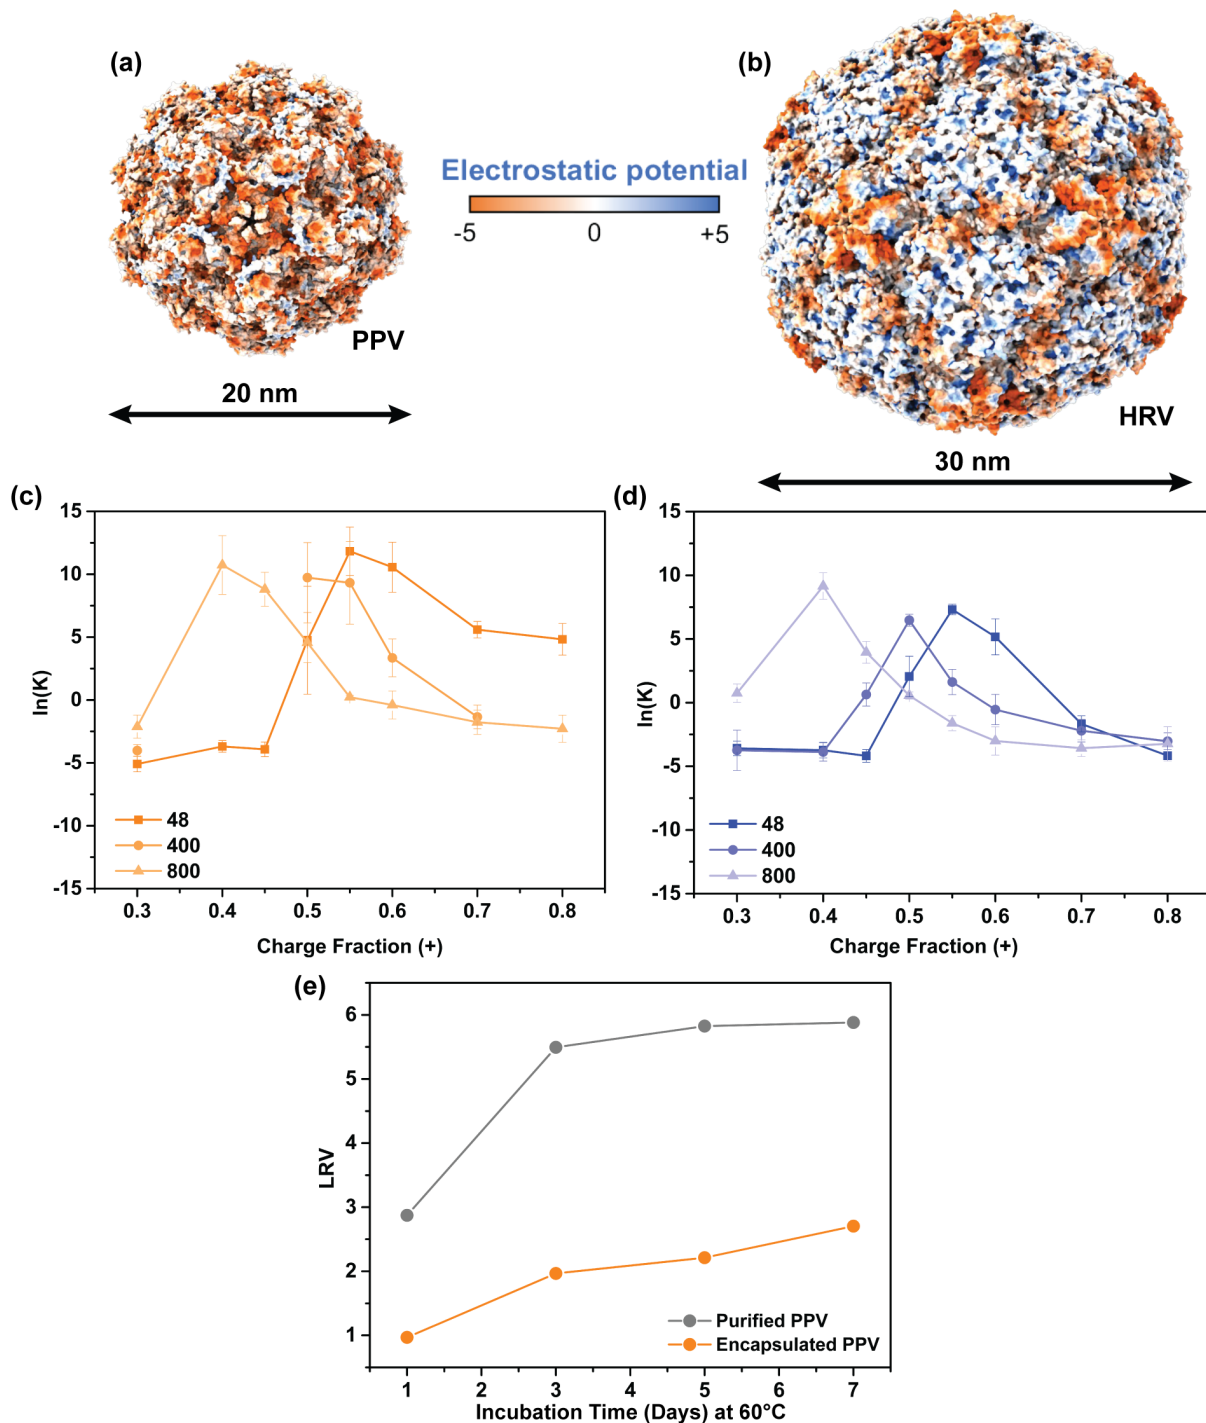 (a)
(b)
Electrostatic potential
-5 0 +5
PPV
20 nm
HRV
30 nm
(c)
15
10
5
0
-5
-10
-15
ln(K)
48
400
800
0.3 0.4 0.5 0.6 0.7 0.8
Charge Fraction (+)
(d)
15
10
5
0
-5
-10
-15
ln(K)
48
400
800
0.3 0.4 0.5 0.6 0.7 0.8
Charge Fraction (+)
(e)
6
5
4
3
2
1
LRV
Purified PPV
Encapsulated PPV
1 2 3 4 5 6 7
Incubation Time (Days) at 60°C